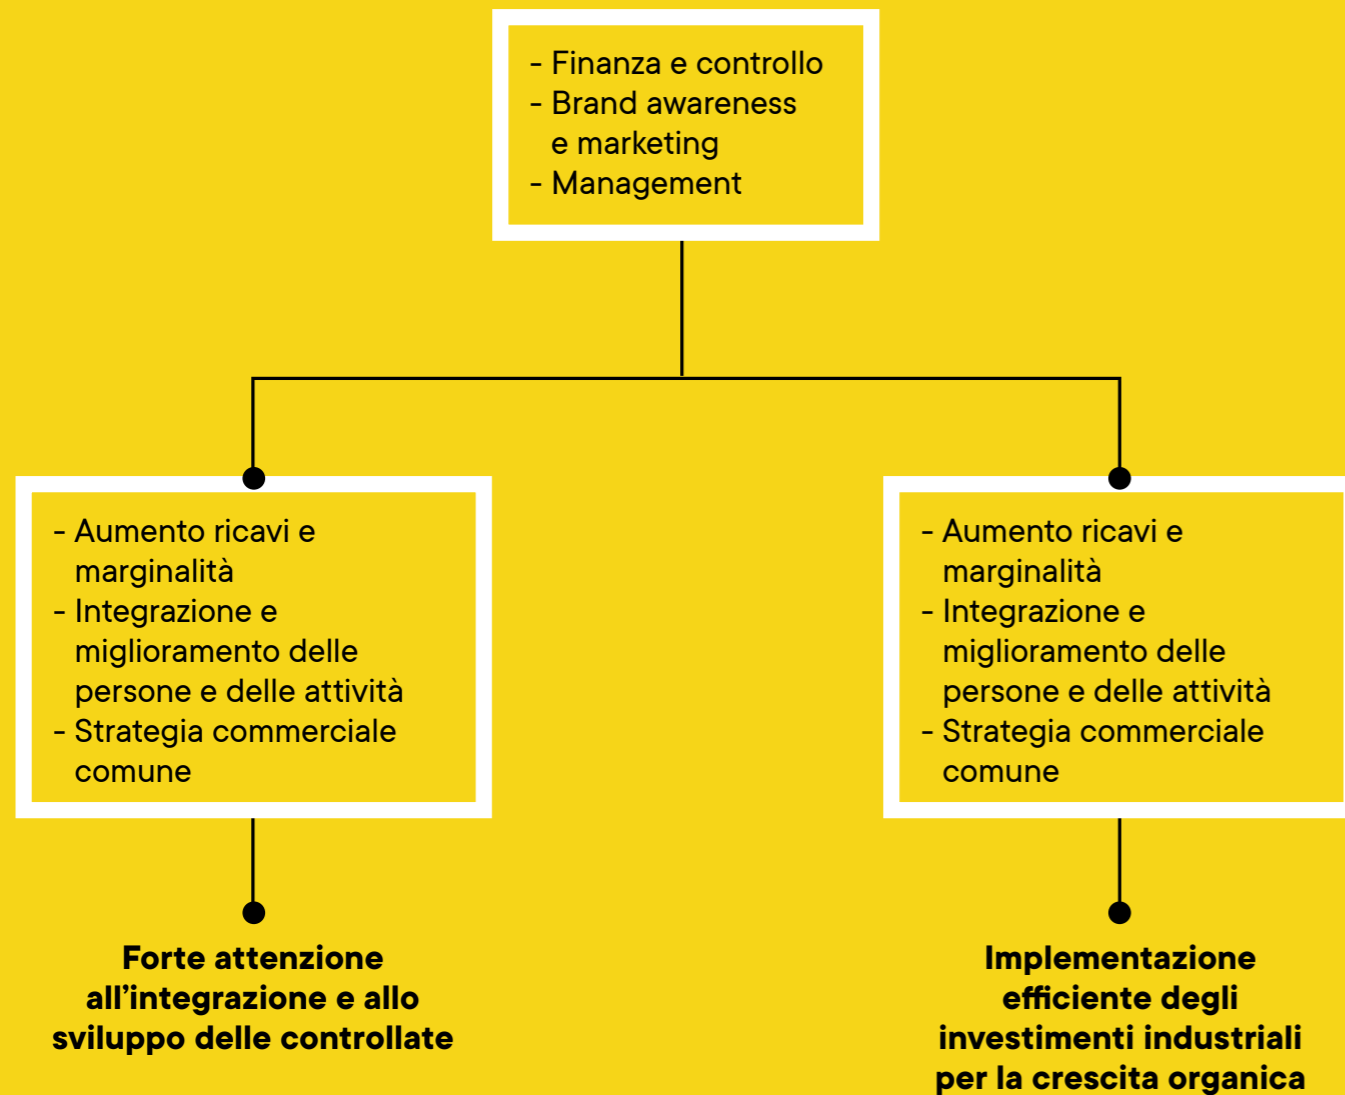 - Finanza e controllo
- Brand awareness
e marketing
- Management
- Aumento ricavi e
marginalità
- Integrazione e
miglioramento delle
persone e delle attività
- Strategia commerciale
comune
- Aumento ricavi e
marginalità
- Integrazione e
miglioramento delle
persone e delle attività
- Strategia commerciale
comune
Forte attenzione
all’integrazione e allo
sviluppo delle controllate
Implementazione
efficiente degli
investimenti industriali
per la crescita organica